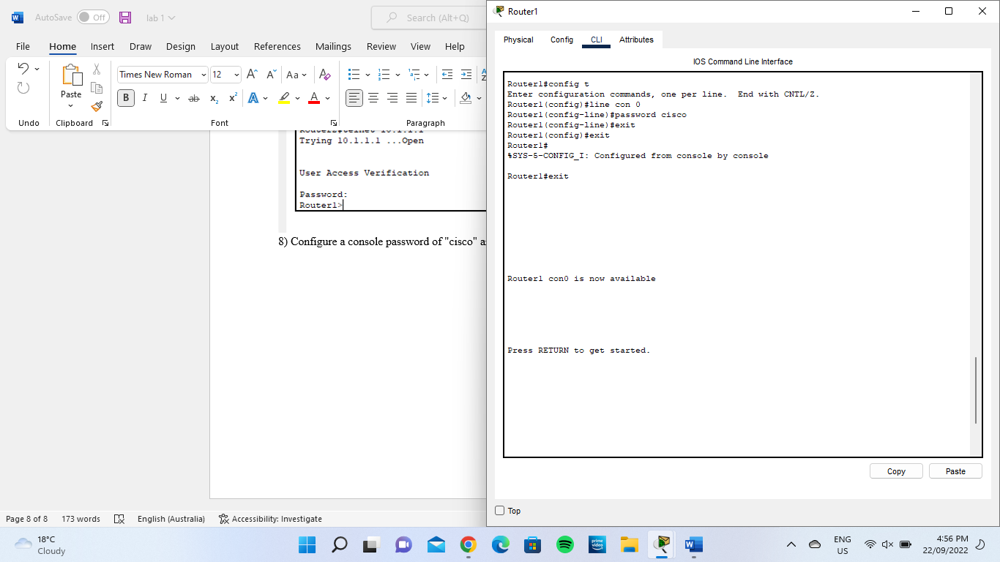 AutoSave Off lab 1 Search (Alt+Q)
File Home Insert Draw Design Layout References Mailings Review View Help
Paste
Times New Roman 12 Aa
B I U ab x₂ x² A A
Undo Clipboard Font Paragraph
Trying 10.1.1.1 ...Open
User Access Verification
Password:
Router1>
8) Configure a console password of "cisco" a
Page 8 of 8 173 words English (Australia) Accessibility: Investigate
Router1
Physical Config CLI Attributes
IOS Command Line Interface
Router1#config t
Enter configuration commands, one per line. End with CNTL/Z.
Router1(config)#line con 0
Router1(config-line)#password cisco
Router1(config-line)#exit
Router1(config)#exit
Router1#
%SYS-5-CONFIG_I: Configured from console by console
Router1#exit
Router1 con0 is now available
Press RETURN to get started.
Copy Paste
Top
18°C
Cloudy
prime video
ENG
US
4:56 PM
22/09/2022